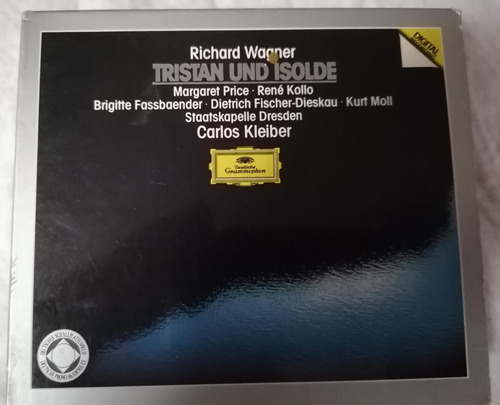 DIGITAL
Richard Wagner
TRISTAN UND ISOLDE
Margaret Price · René Kollo
Brigitte Fassbaender · Dietrich Fischer-Dieskau · Kurt Moll
Staatskapelle Dresden
Carlos Kleiber
Deutsche
Grammophon